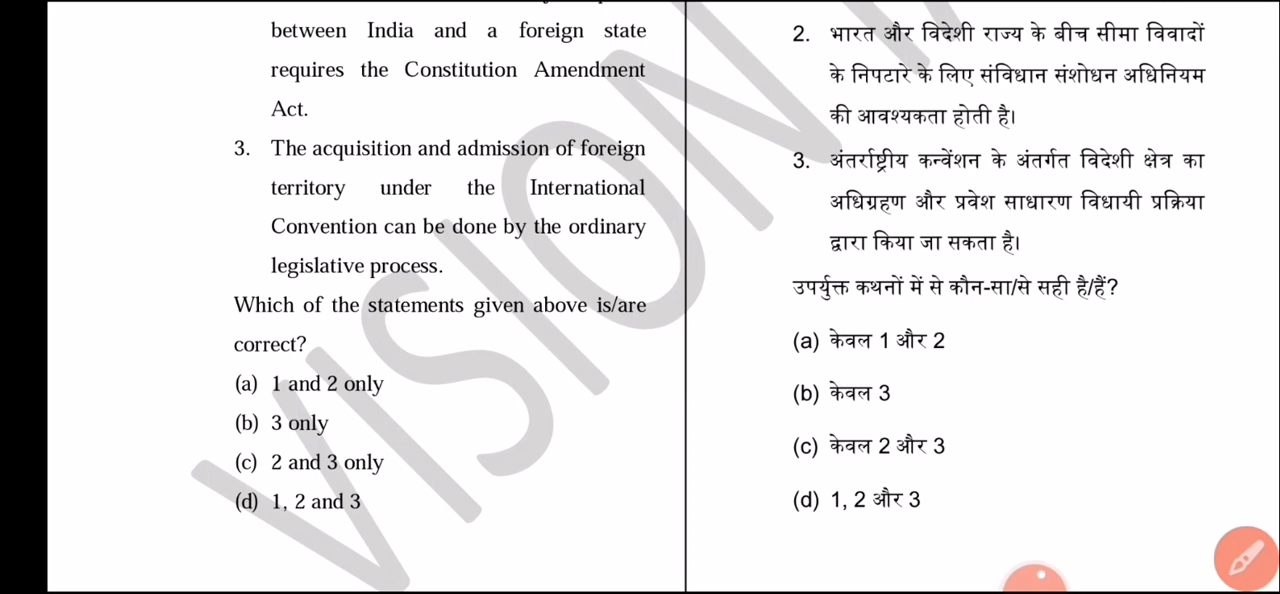 between India and a foreign state
requires the Constitution Amendment
Act.
3. The acquisition and admission of foreign
territory under the International
Convention can be done by the ordinary
legislative process.
Which of the statements given above is/are
correct?
(a) 1 and 2 only
(b) 3 only
(c) 2 and 3 only
(d) 1, 2 and 3
2. भारत और विदेशी राज्य के बीच सीमा विवादों
के निपटारे के लिए संविधान संशोधन अधिनियम
की आवश्यकता होती है।
3. अंतर्राष्ट्रीय कन्वेंशन के अंतर्गत विदेशी क्षेत्र का
अधिग्रहण और प्रवेश साधारण विधायी प्रक्रिया
द्वारा किया जा सकता है।
उपर्युक्त कथनों में से कौन-सा/से सही है/हैं?
(a) केवल 1 और 2
(b) केवल 3
(c) केवल 2 और 3
(d) 1, 2 और 3
VISION